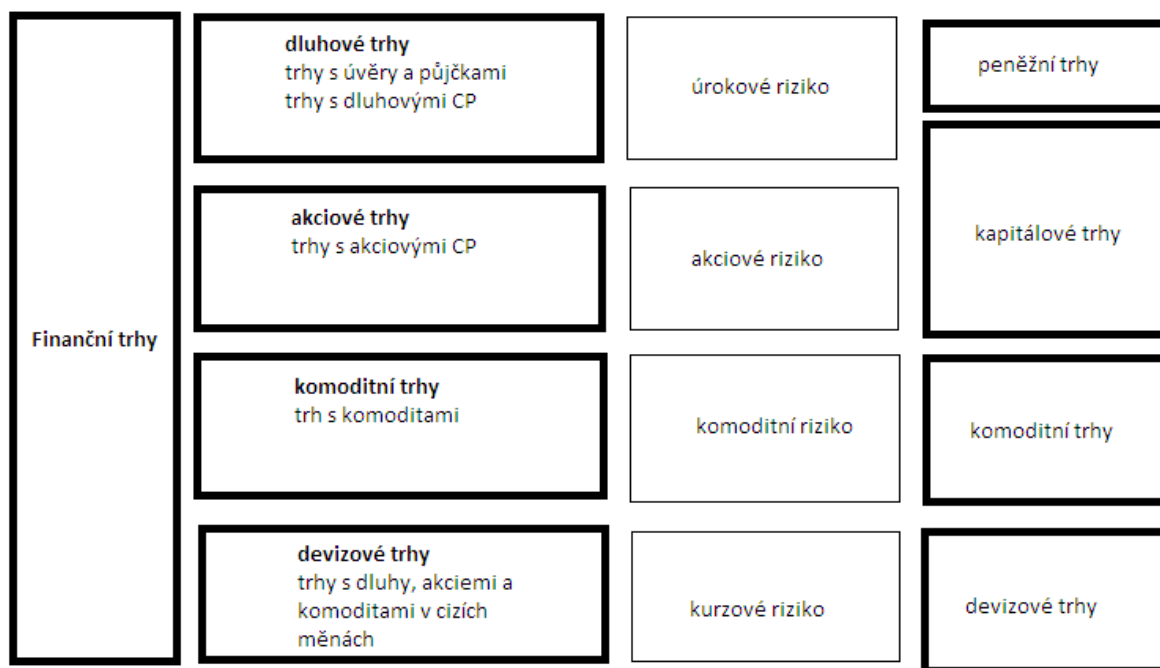 Finanční trhy
dluhové trhy
trhy s úvěry a půjčkami
trhy s dluhovými CP
úrokové riziko
peněžní trhy
akciové trhy
trhy s akciovými CP
akciové riziko
kapitálové trhy
komoditní trhy
trh s komoditami
komoditní riziko
komoditní trhy
devizové trhy
trhy s dluhy, akciemi a
komoditami v cizích
měnách
kurzové riziko
devizové trhy